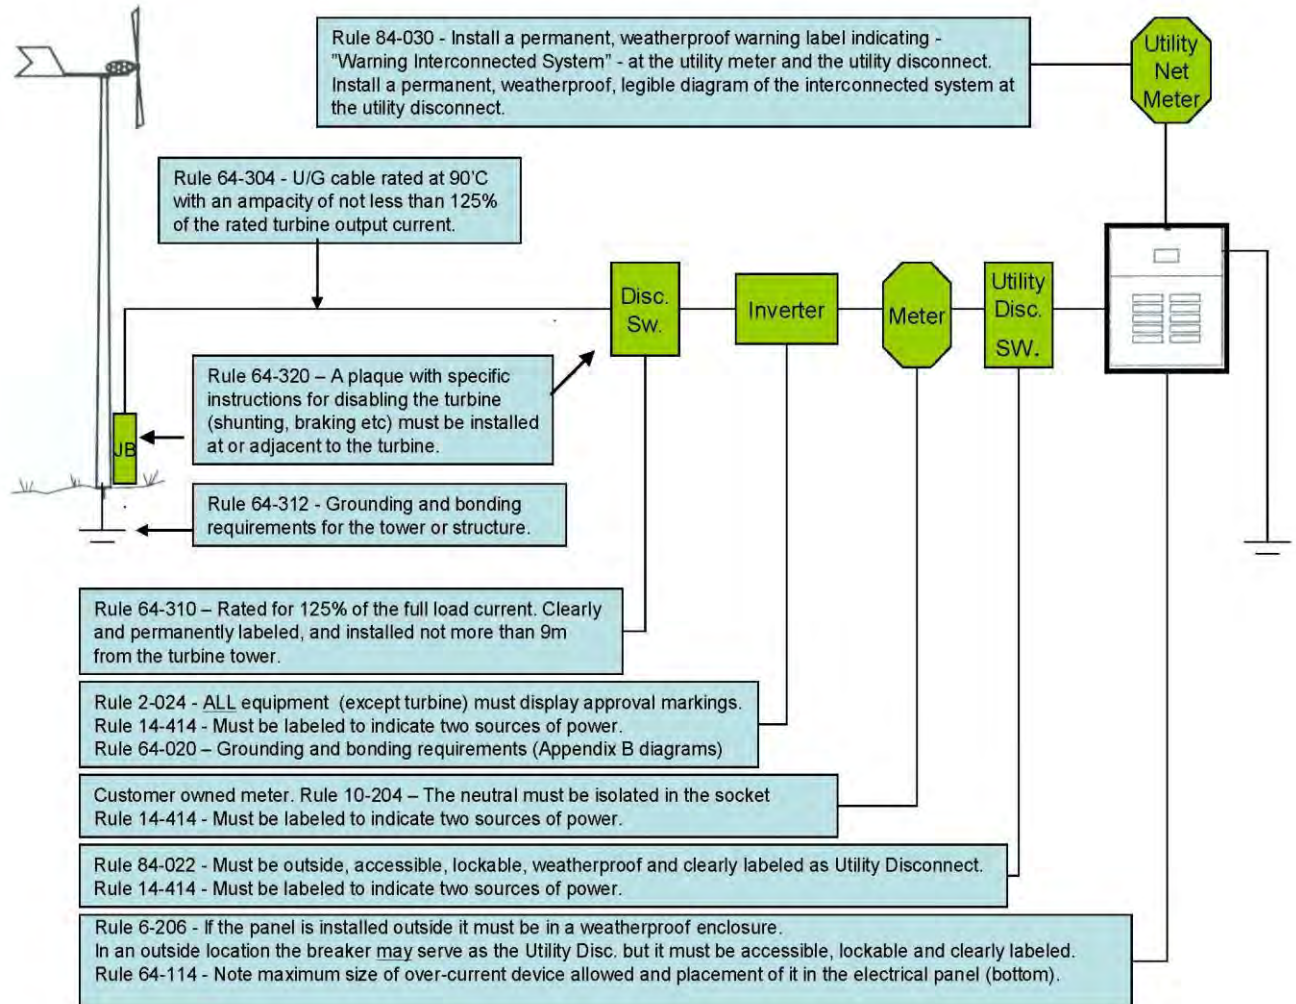 Rule 84-030 - Install a permanent, weatherproof warning label indicating -
"Warning Interconnected System" - at the utility meter and the utility disconnect.
Install a permanent, weatherproof, legible diagram of the interconnected system at
the utility disconnect.
Utility
Net
Meter
Rule 64-304 - U/G cable rated at 90'C
with an ampacity of not less than 125%
of the rated turbine output current.
Disc.
Sw.
Inverter
Meter
Utility
Disc.
SW.
Rule 64-320 – A plaque with specific
instructions for disabling the turbine
(shunting, braking etc) must be installed
at or adjacent to the turbine.
JB
Rule 64-312 - Grounding and bonding
requirements for the tower or structure.
Rule 64-310 – Rated for 125% of the full load current. Clearly
and permanently labeled, and installed not more than 9m
from the turbine tower.
Rule 2-024 - ALL equipment (except turbine) must display approval markings.
Rule 14-414 - Must be labeled to indicate two sources of power.
Rule 64-020 – Grounding and bonding requirements (Appendix B diagrams)
Customer owned meter. Rule 10-204 – The neutral must be isolated in the socket
Rule 14-414 - Must be labeled to indicate two sources of power.
Rule 84-022 - Must be outside, accessible, lockable, weatherproof and clearly labeled as Utility Disconnect.
Rule 14-414 - Must be labeled to indicate two sources of power.
Rule 6-206 - If the panel is installed outside it must be in a weatherproof enclosure.
In an outside location the breaker may serve as the Utility Disc. but it must be accessible, lockable and clearly labeled.
Rule 64-114 - Note maximum size of over-current device allowed and placement of it in the electrical panel (bottom).